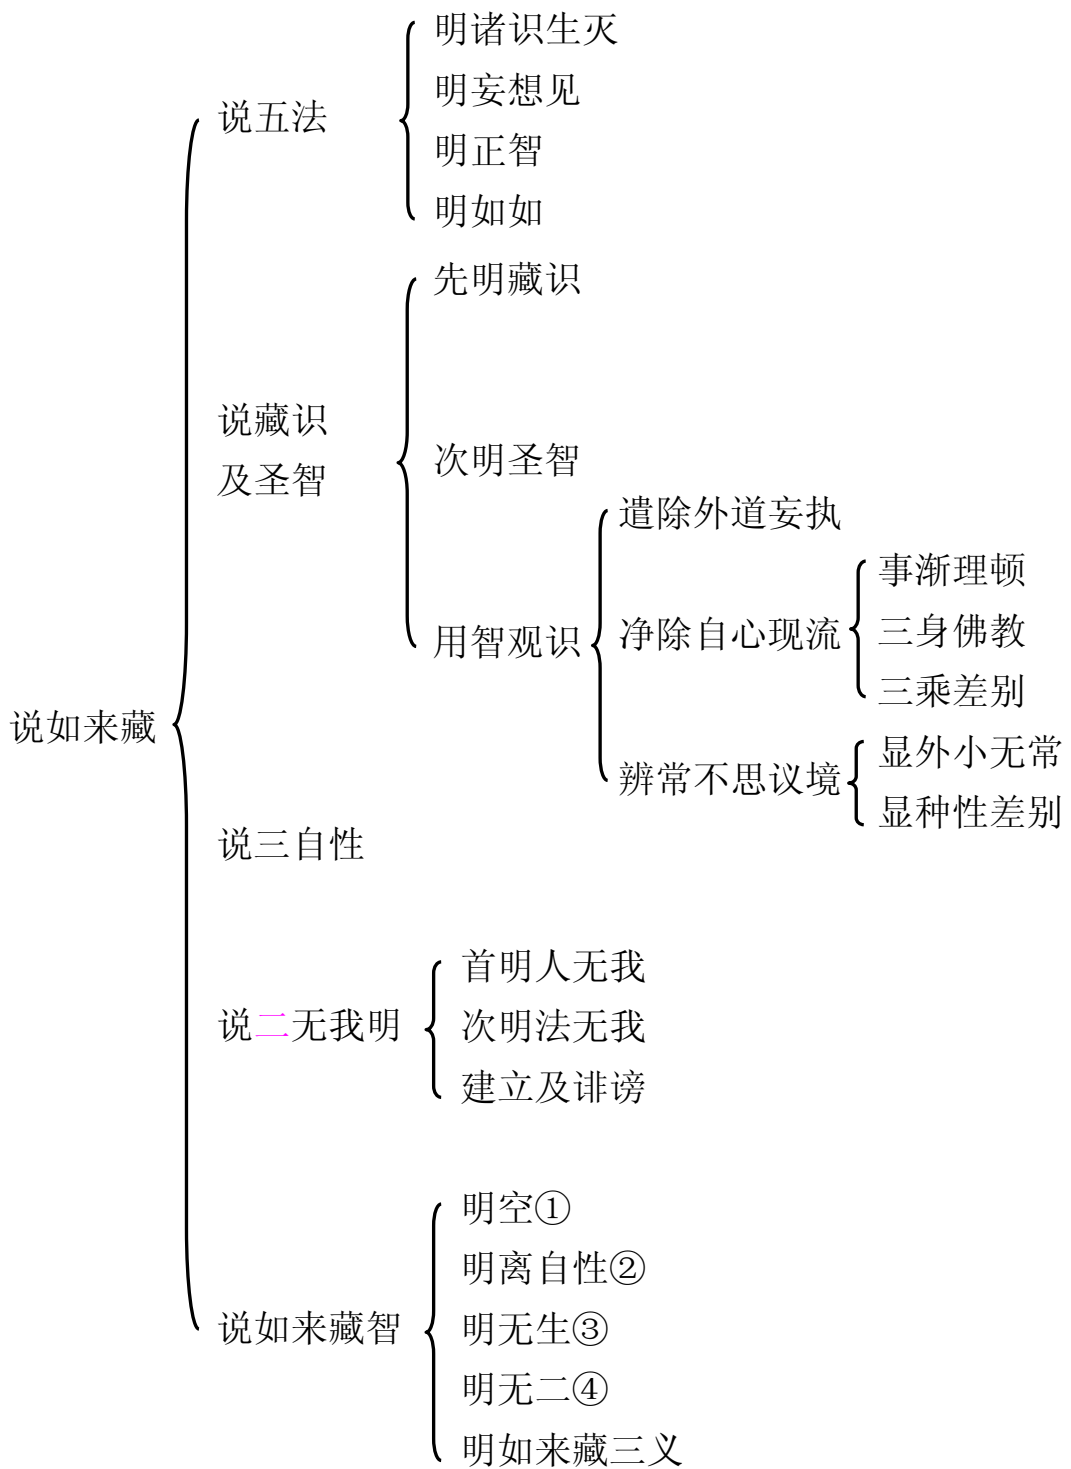 说如来藏
说五法
明诸识生灭
明妄想见
明正智
明如如
说藏识
及圣智
先明藏识
次明圣智
用智观识
遣除外道妄执
净除自心现流
事渐理顿
三身佛教
三乘差别
辨常不思议境
显外小无常
显种性差别
说三自性
说二无我明
首明人无我
次明法无我
建立及诽谤
说如来藏智
明空①
明离自性②
明无生③
明无二④
明如来藏三义